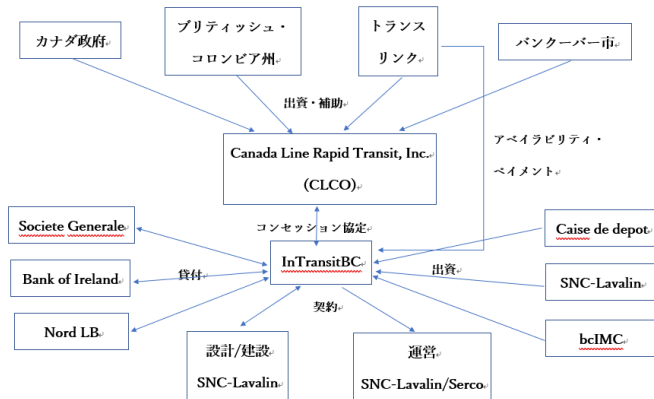 カナダ政府
ブリティッシュ・
コロンビア州
トランス
リンク
バンクーバー市
出資・補助
アベイラビリティ・
ペイメント
Canada Line Rapid Transit, Inc.
(CLCO)
コンセッション協定
Societe Generale
Bank of Ireland
Nord LB
貸付
InTransitBC
出資
Caise de depot
SNC-Lavalin
bcIMC
契約
設計/建設
SNC-Lavalin
運営
SNC-Lavalin/Serco